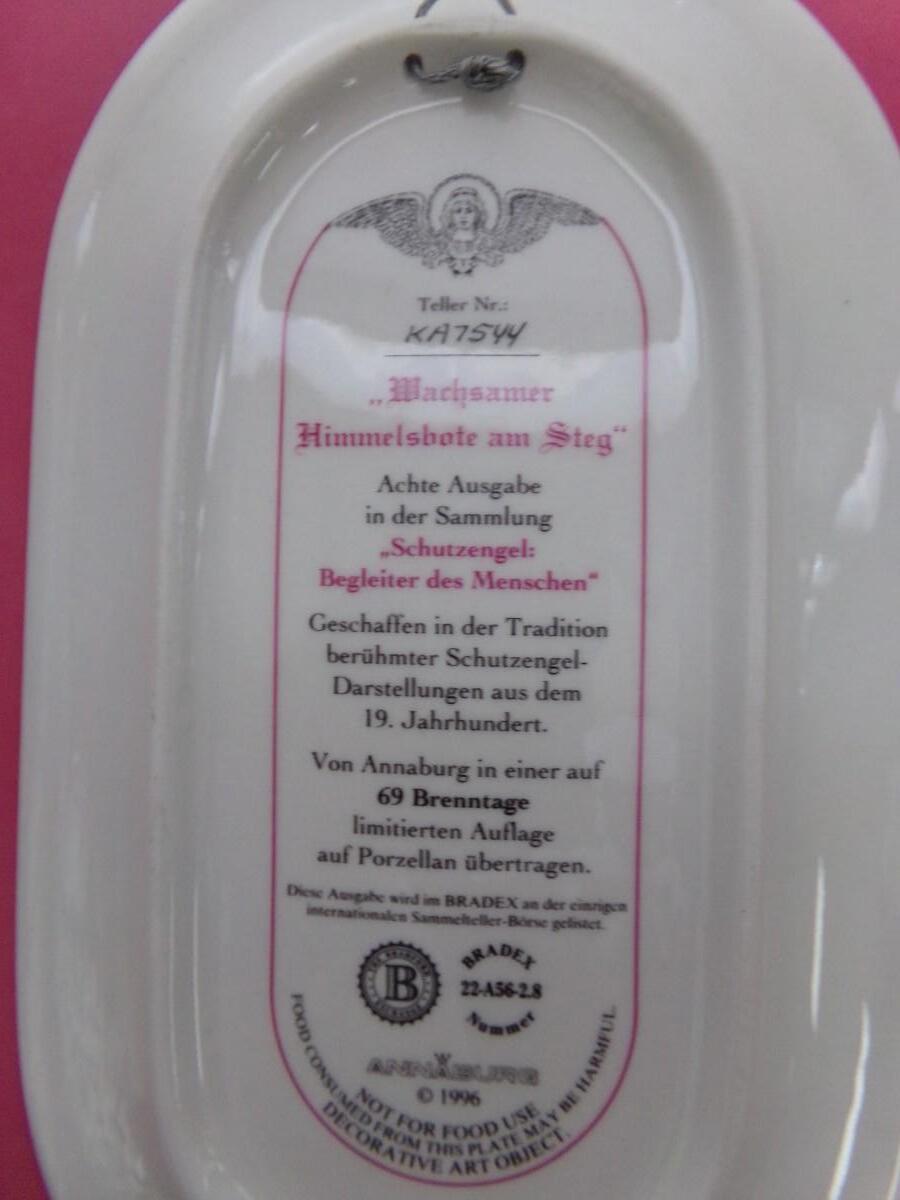 Teller Nr.:
KA7544
„Wachsamer
Himmelsbote am Steg“
Achte Ausgabe
in der Sammlung
„Schutzengel:
Begleiter des Menschen“
Geschaffen in der Tradition
berühmter Schutzengel-
Darstellungen aus dem
19. Jahrhundert.
Von Annaburg in einer auf
69 Brenntage
limitierten Auflage
auf Porzellan übertragen.
Diese Ausgabe wird im BRADEX an der einzigen
internationalen Sammelteller-Börse gelistet.
THE BRADFORD EXCHANGE
B
BRADEX
22-A56-2.8
Nummer
ANNABURG
© 1996
NOT FOR FOOD USE
FOOD CONSUMED FROM THIS PLATE MAY BE HARMFUL.
DECORATIVE ART OBJECT.